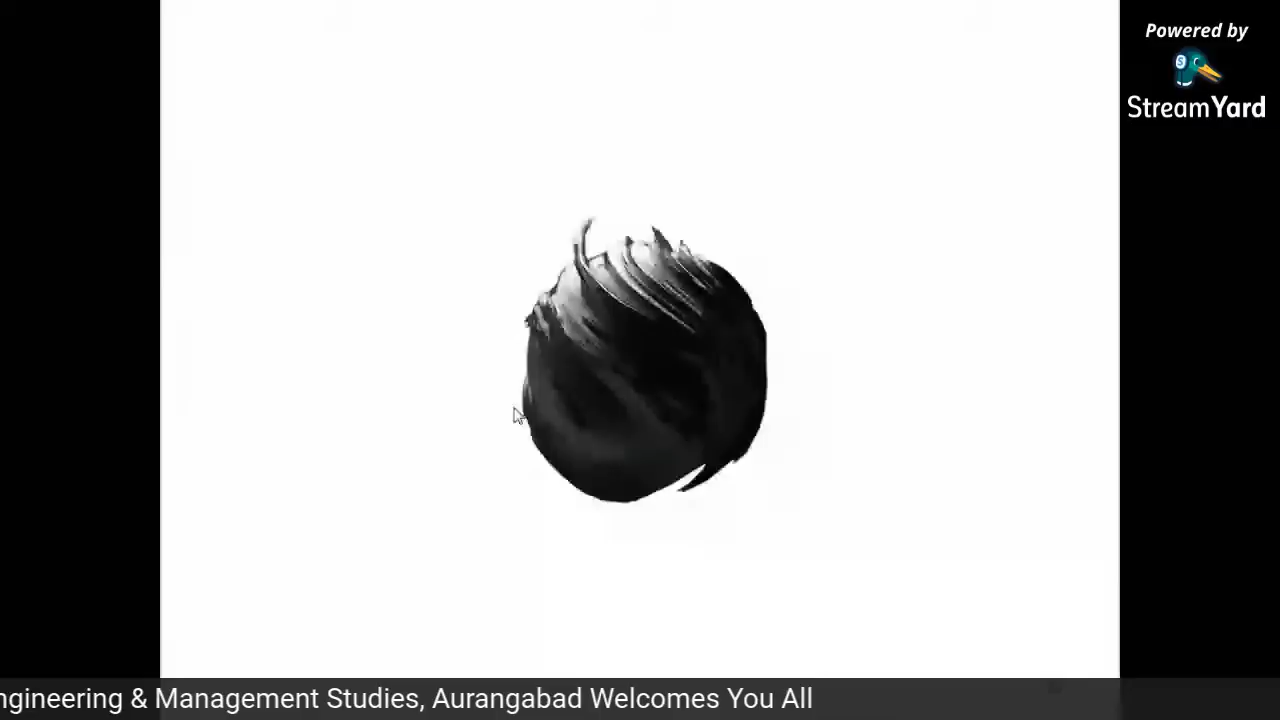 Powered by
StreamYard
ngineering & Management Studies, Aurangabad Welcomes You All